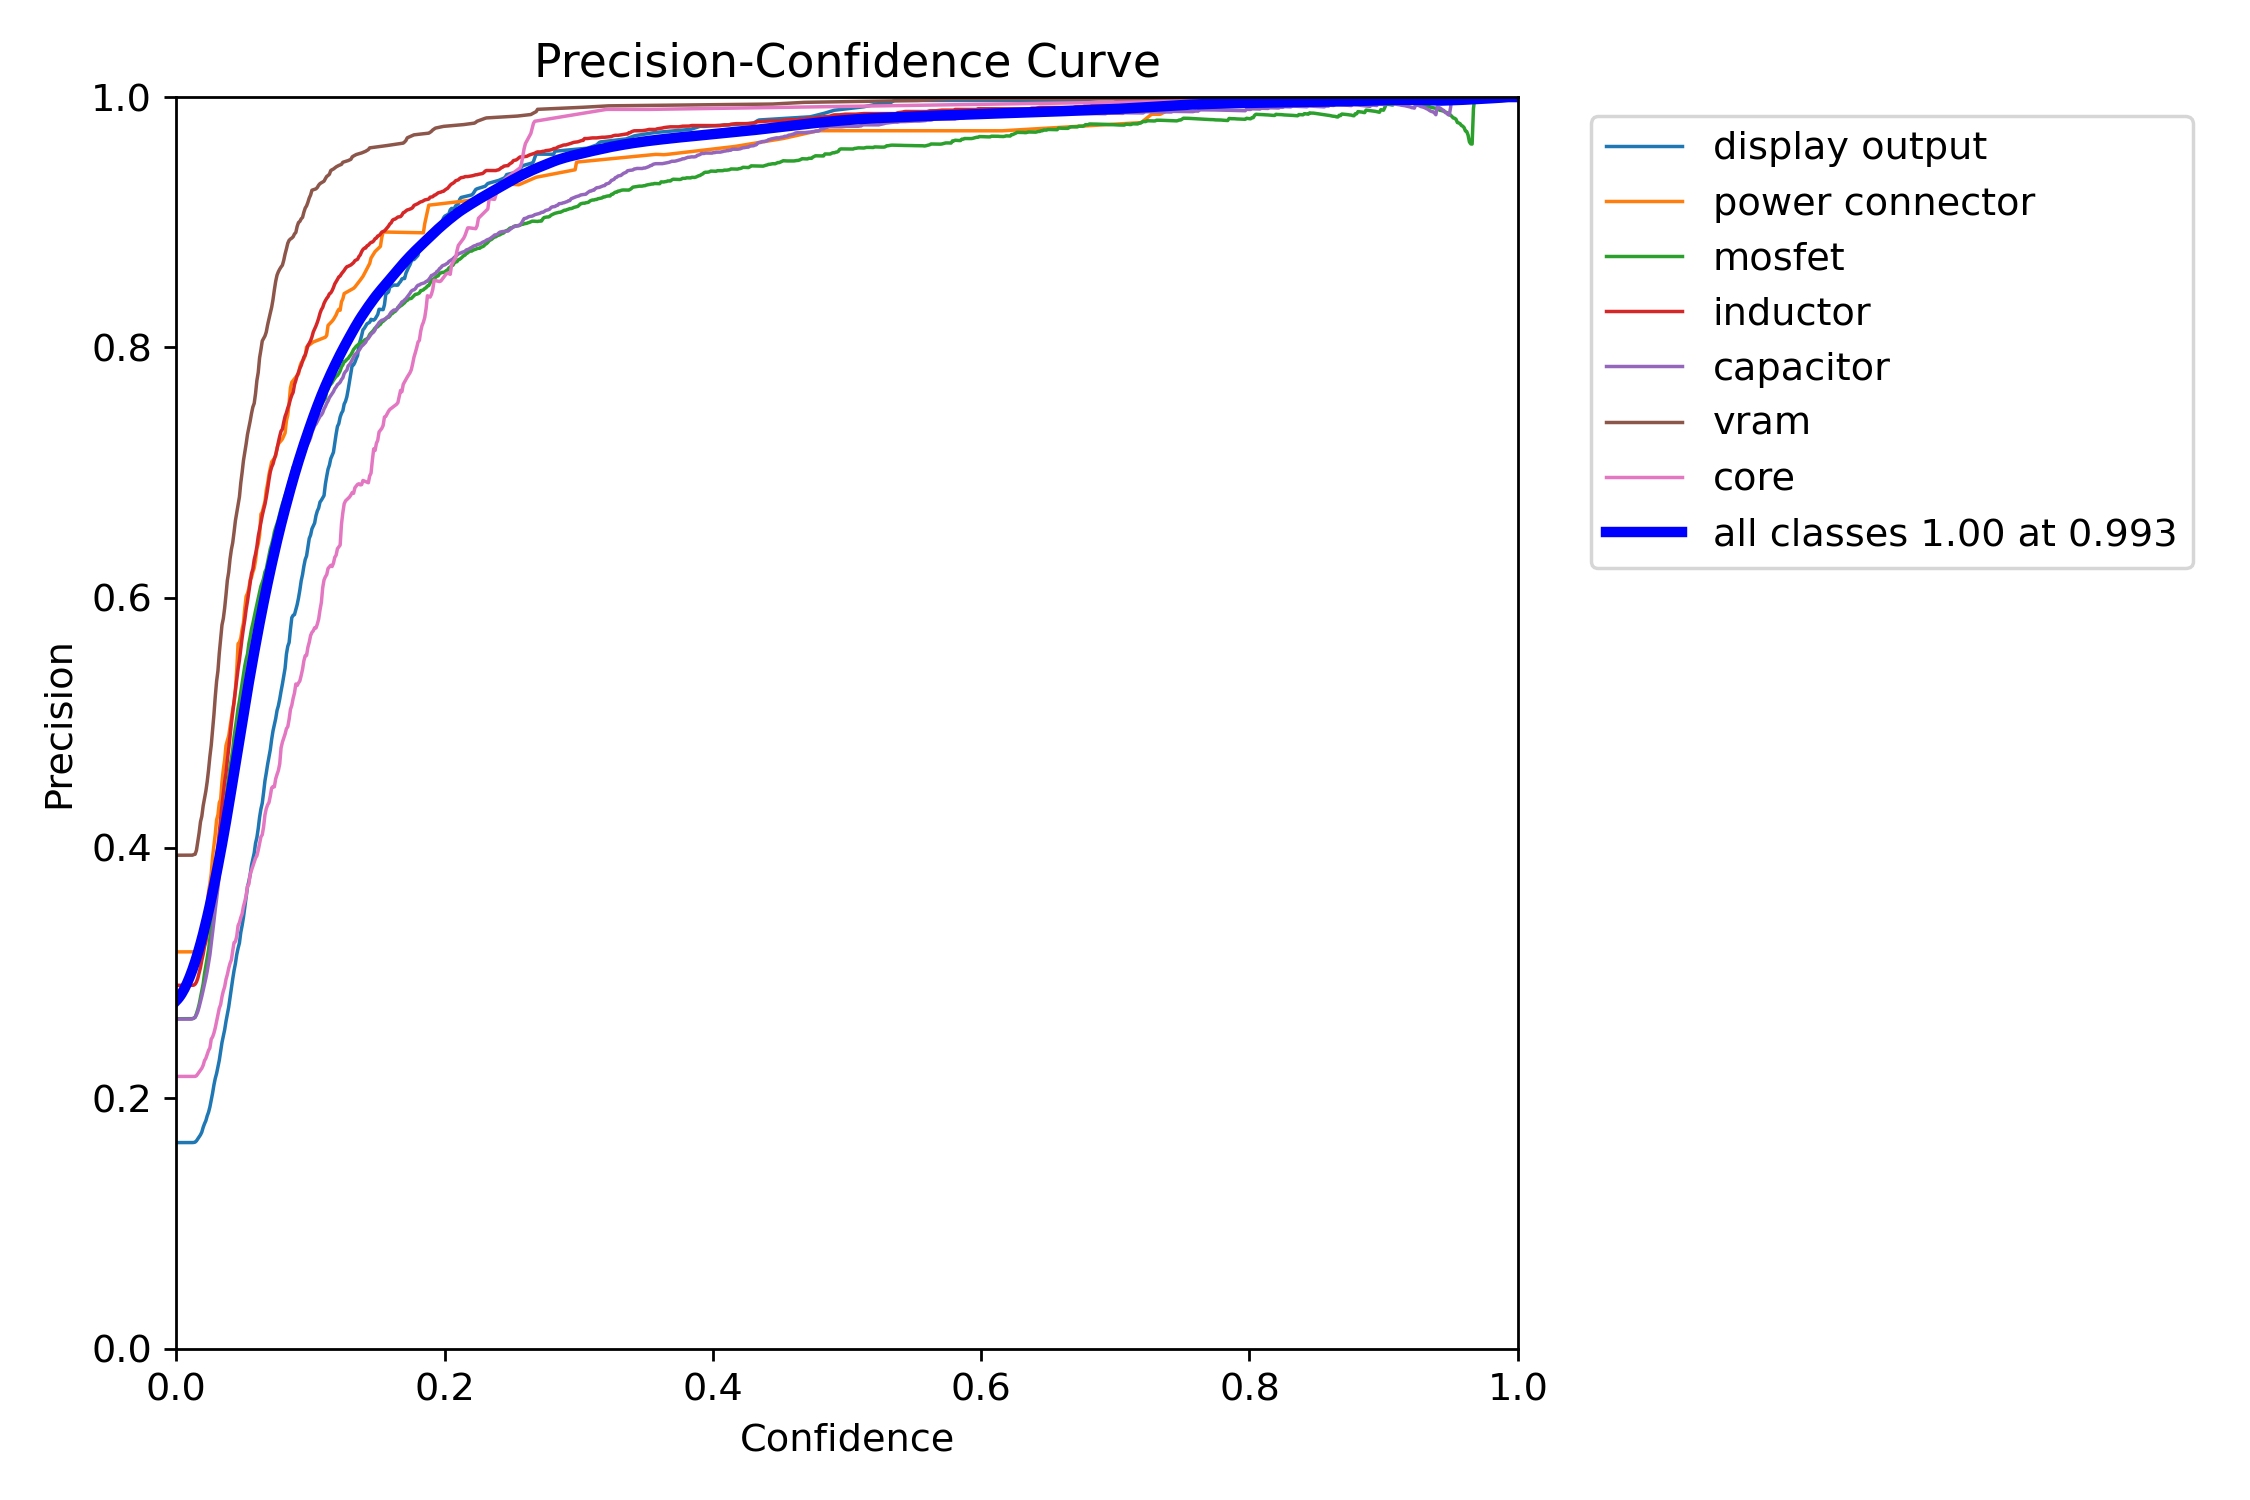 Precision-Confidence Curve
1.0
0.8
0.6
0.4
0.2
0.0
Precision
0.0 0.2 0.4 0.6 0.8 1.0
Confidence
display output
power connector
mosfet
inductor
capacitor
vram
core
all classes 1.00 at 0.993